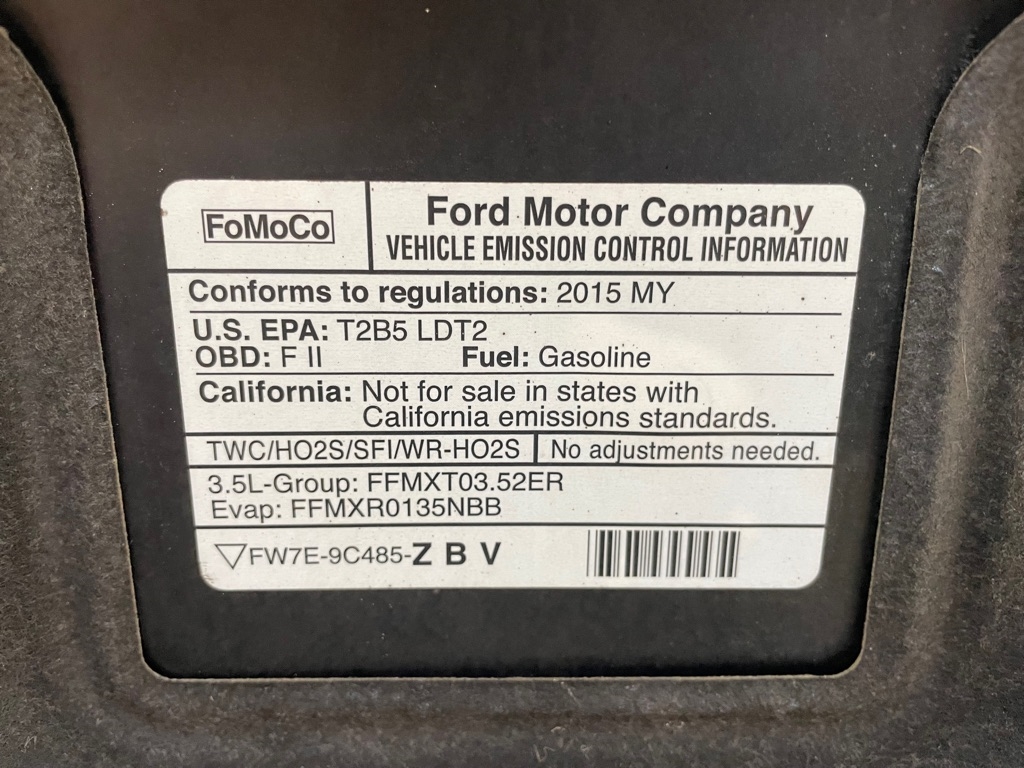 FoMoCo
Ford Motor Company
VEHICLE EMISSION CONTROL INFORMATION
Conforms to regulations: 2015 MY
U.S. EPA: T2B5 LDT2
OBD: F II Fuel: Gasoline
California: Not for sale in states with
California emissions standards.
TWC/HO2S/SFI/WR-HO2S No adjustments needed.
3.5L-Group: FFMXT03.52ER
Evap: FFMXR0135NBB
▽FW7E-9C485-Z B V